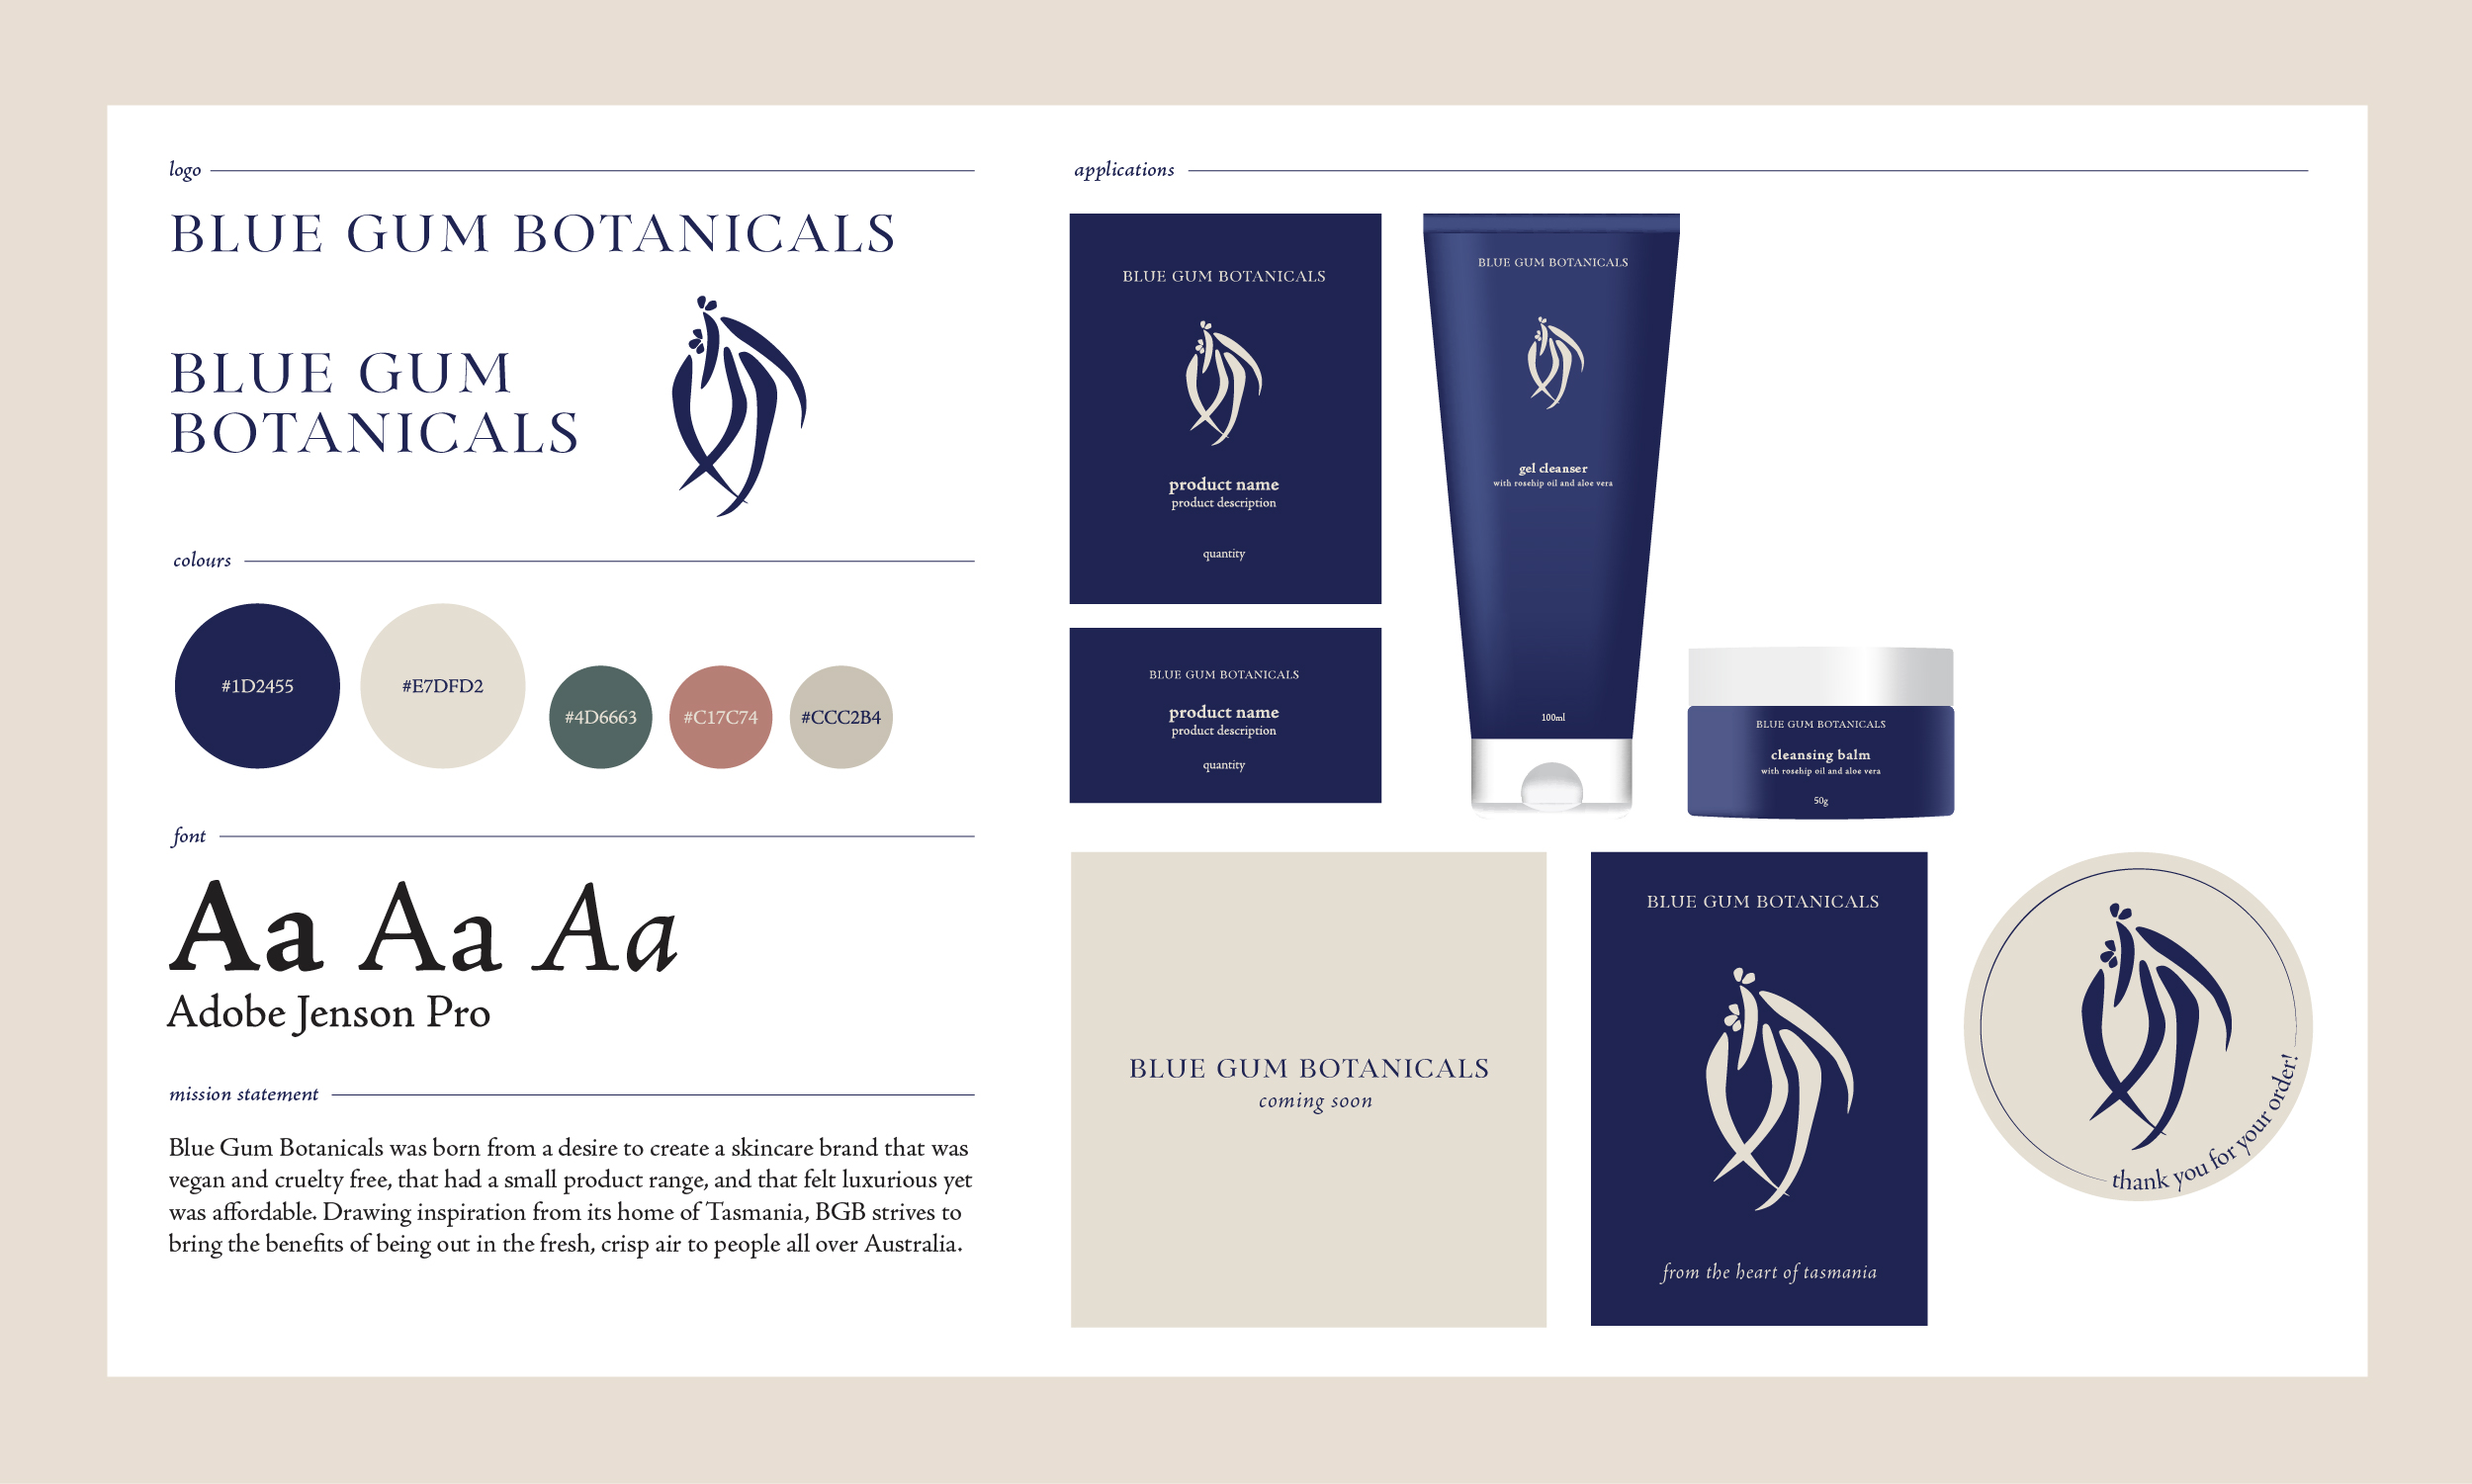 logo
BLUE GUM BOTANICALS
BLUE GUM
BOTANICALS
colours
#1D2455
#E7DFD2
#4D6663
#C17C74
#CCC2B4
font
Aa Aa Aa
Adobe Jenson Pro
mission statement
Blue Gum Botanicals was born from a desire to create a skincare brand that was
vegan and cruelty free, that had a small product range, and that felt luxurious yet
was affordable. Drawing inspiration from its home of Tasmania, BGB strives to
bring the benefits of being out in the fresh, crisp air to people all over Australia.
applications
BLUE GUM BOTANICALS
product name
product description
quantity
BLUE GUM BOTANICALS
product name
product description
quantity
BLUE GUM BOTANICALS
gel cleanser
with rosehip oil and aloe vera
100ml
BLUE GUM BOTANICALS
cleansing balm
with rosehip oil and aloe vera
50g
BLUE GUM BOTANICALS
coming soon
BLUE GUM BOTANICALS
from the heart of tasmania
thank you for your order!